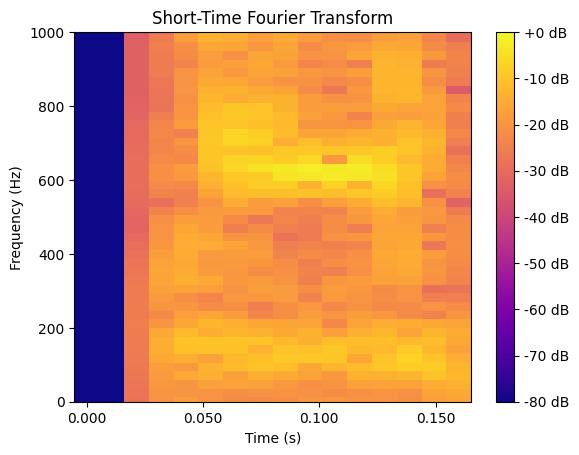 Short-Time Fourier Transform
1000
800
600
400
200
0
Frequency (Hz)
0.000
0.050
0.100
0.150
Time (s)
+0 dB
-10 dB
-20 dB
-30 dB
-40 dB
-50 dB
-60 dB
-70 dB
-80 dB